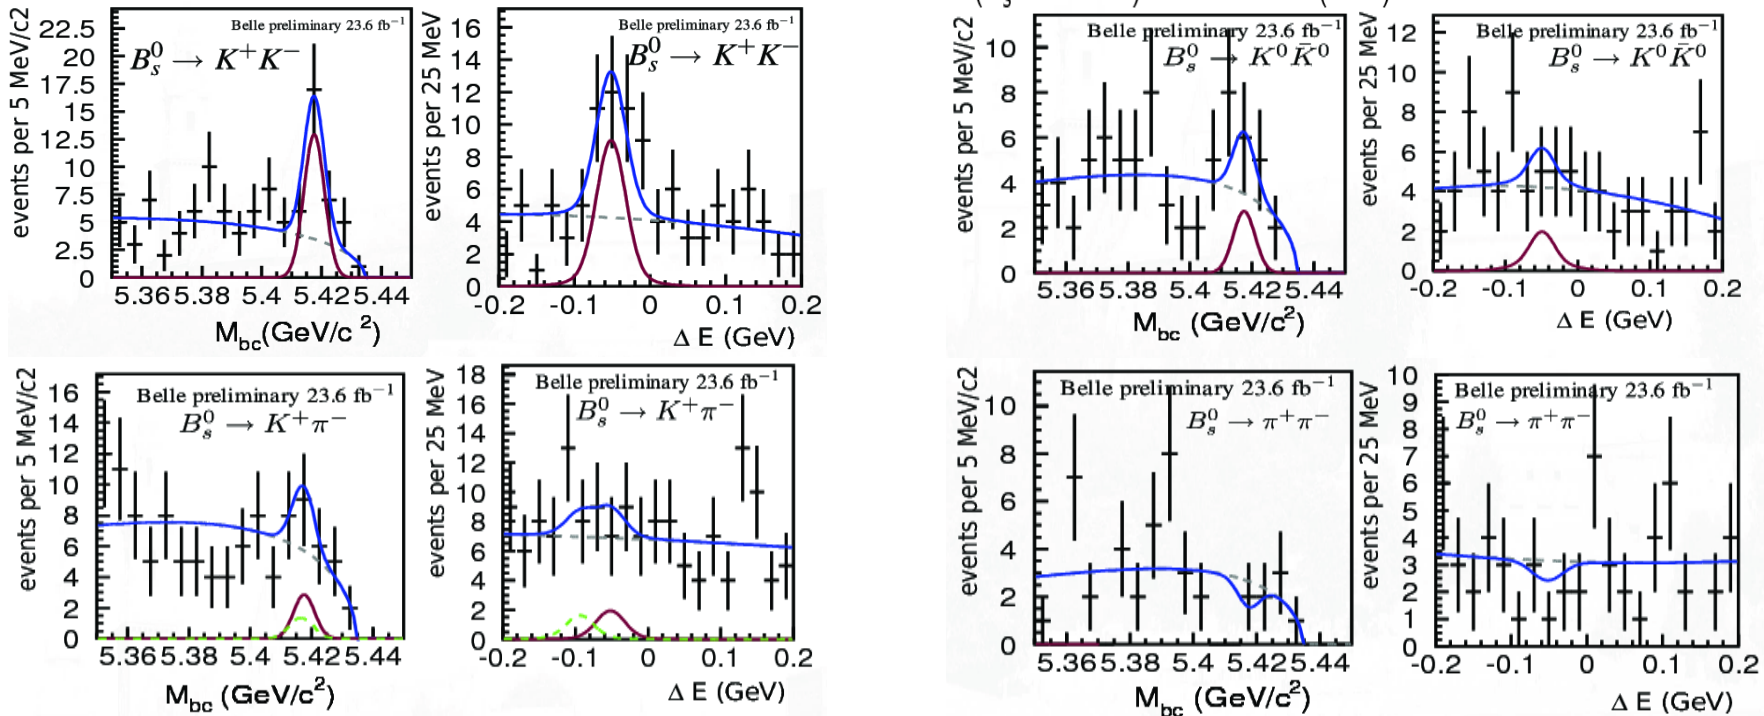 events per 5 MeV/c2
22.5
20
17.5
15
12.5
10
7.5
5
2.5
0
Belle preliminary 23.6 fb⁻¹
B⁰ₛ → K⁺K⁻
5.36 5.38 5.4 5.42 5.44
M_bc(GeV/c ²)
events per 25 MeV
16
14
12
10
8
6
4
2
0
Belle preliminary 23.6 fb⁻¹
B⁰ₛ → K⁺K⁻
-0.2 -0.1 0 0.1 0.2
Δ E (GeV)
events per 5 MeV/c2
10
8
6
4
2
0
Belle preliminary 23.6 fb⁻¹
B⁰ₛ → K⁰K̄⁰
5.36 5.38 5.4 5.42 5.44
M_bc (GeV/c²)
events per 25 MeV
12
10
8
6
4
2
0
Belle preliminary 23.6 fb⁻¹
B⁰ₛ → K⁰K̄⁰
-0.2 -0.1 0 0.1 0.2
Δ E (GeV)
events per 5 MeV/c2
16
14
12
10
8
6
4
2
0
Belle preliminary 23.6 fb⁻¹
B⁰ₛ → K⁺π⁻
5.36 5.38 5.4 5.42 5.44
M_bc (GeV/c²)
events per 25 MeV
18
16
14
12
10
8
6
4
2
0
Belle preliminary 23.6 fb⁻¹
B⁰ₛ → K⁺π⁻
-0.2 -0.1 0 0.1 0.2
Δ E (GeV)
events per 5 MeV/c2
10
8
6
4
2
0
Belle preliminary 23.6 fb⁻¹
B⁰ₛ → π⁺π⁻
5.36 5.38 5.4 5.42 5.44
M_bc (GeV/c²)
events per 25 MeV
10
9
8
7
6
5
4
3
2
1
0
Belle preliminary 23.6 fb⁻¹
B⁰ₛ → π⁺π⁻
-0.2 -0.1 0 0.1 0.2
Δ E (GeV)